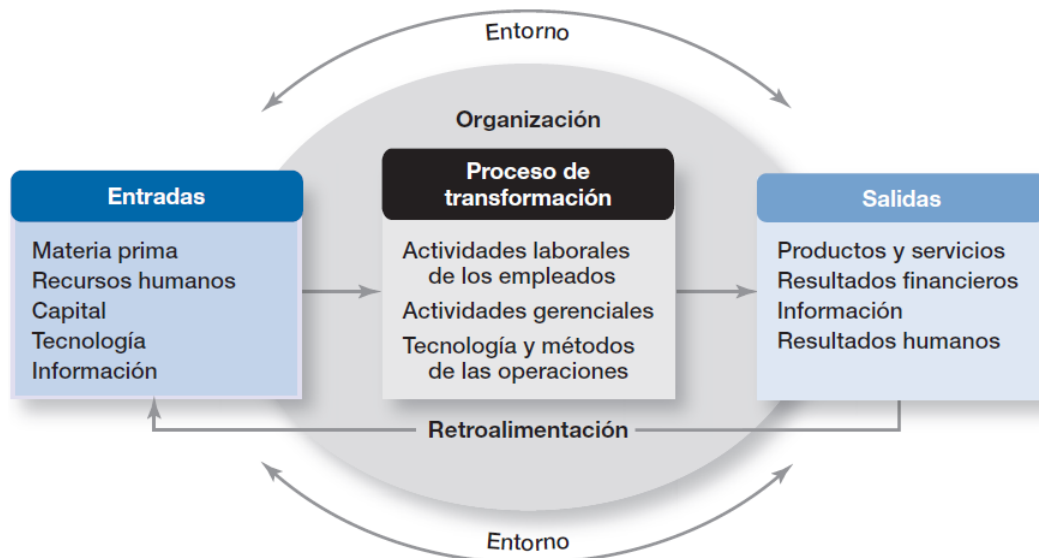 Entorno
Organización
Entradas
Materia prima
Recursos humanos
Capital
Tecnología
Información
Proceso de
transformación
Actividades laborales
de los empleados
Actividades gerenciales
Tecnología y métodos
de las operaciones
Salidas
Productos y servicios
Resultados financieros
Información
Resultados humanos
Retroalimentación
Entorno